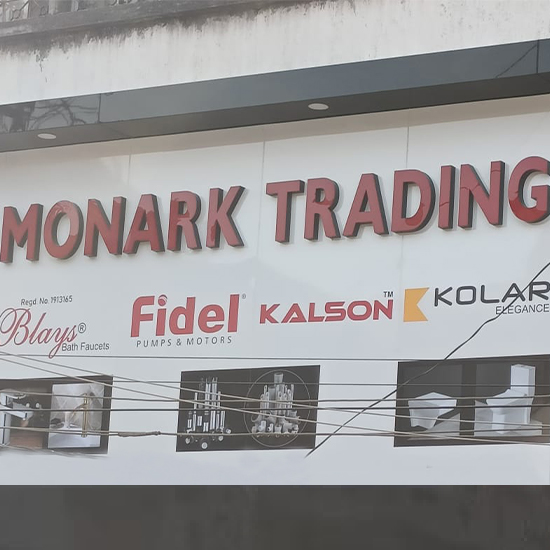 MONARK TRADING
Regd. No. 1913165
Blays®
Bath Faucets
Fidel®
PUMPS & MOTORS
KALSON™
KOLAR
ELEGANCE